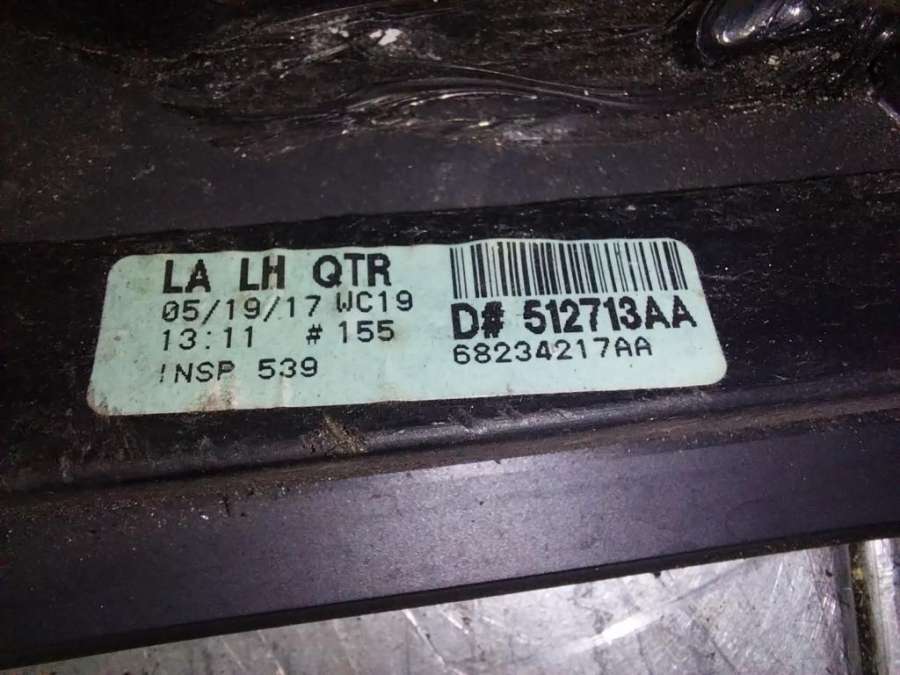 LA LH QTR
05/19/17 WC19
13:11 # 155
INSP 539
D# 512713AA
68234217AA